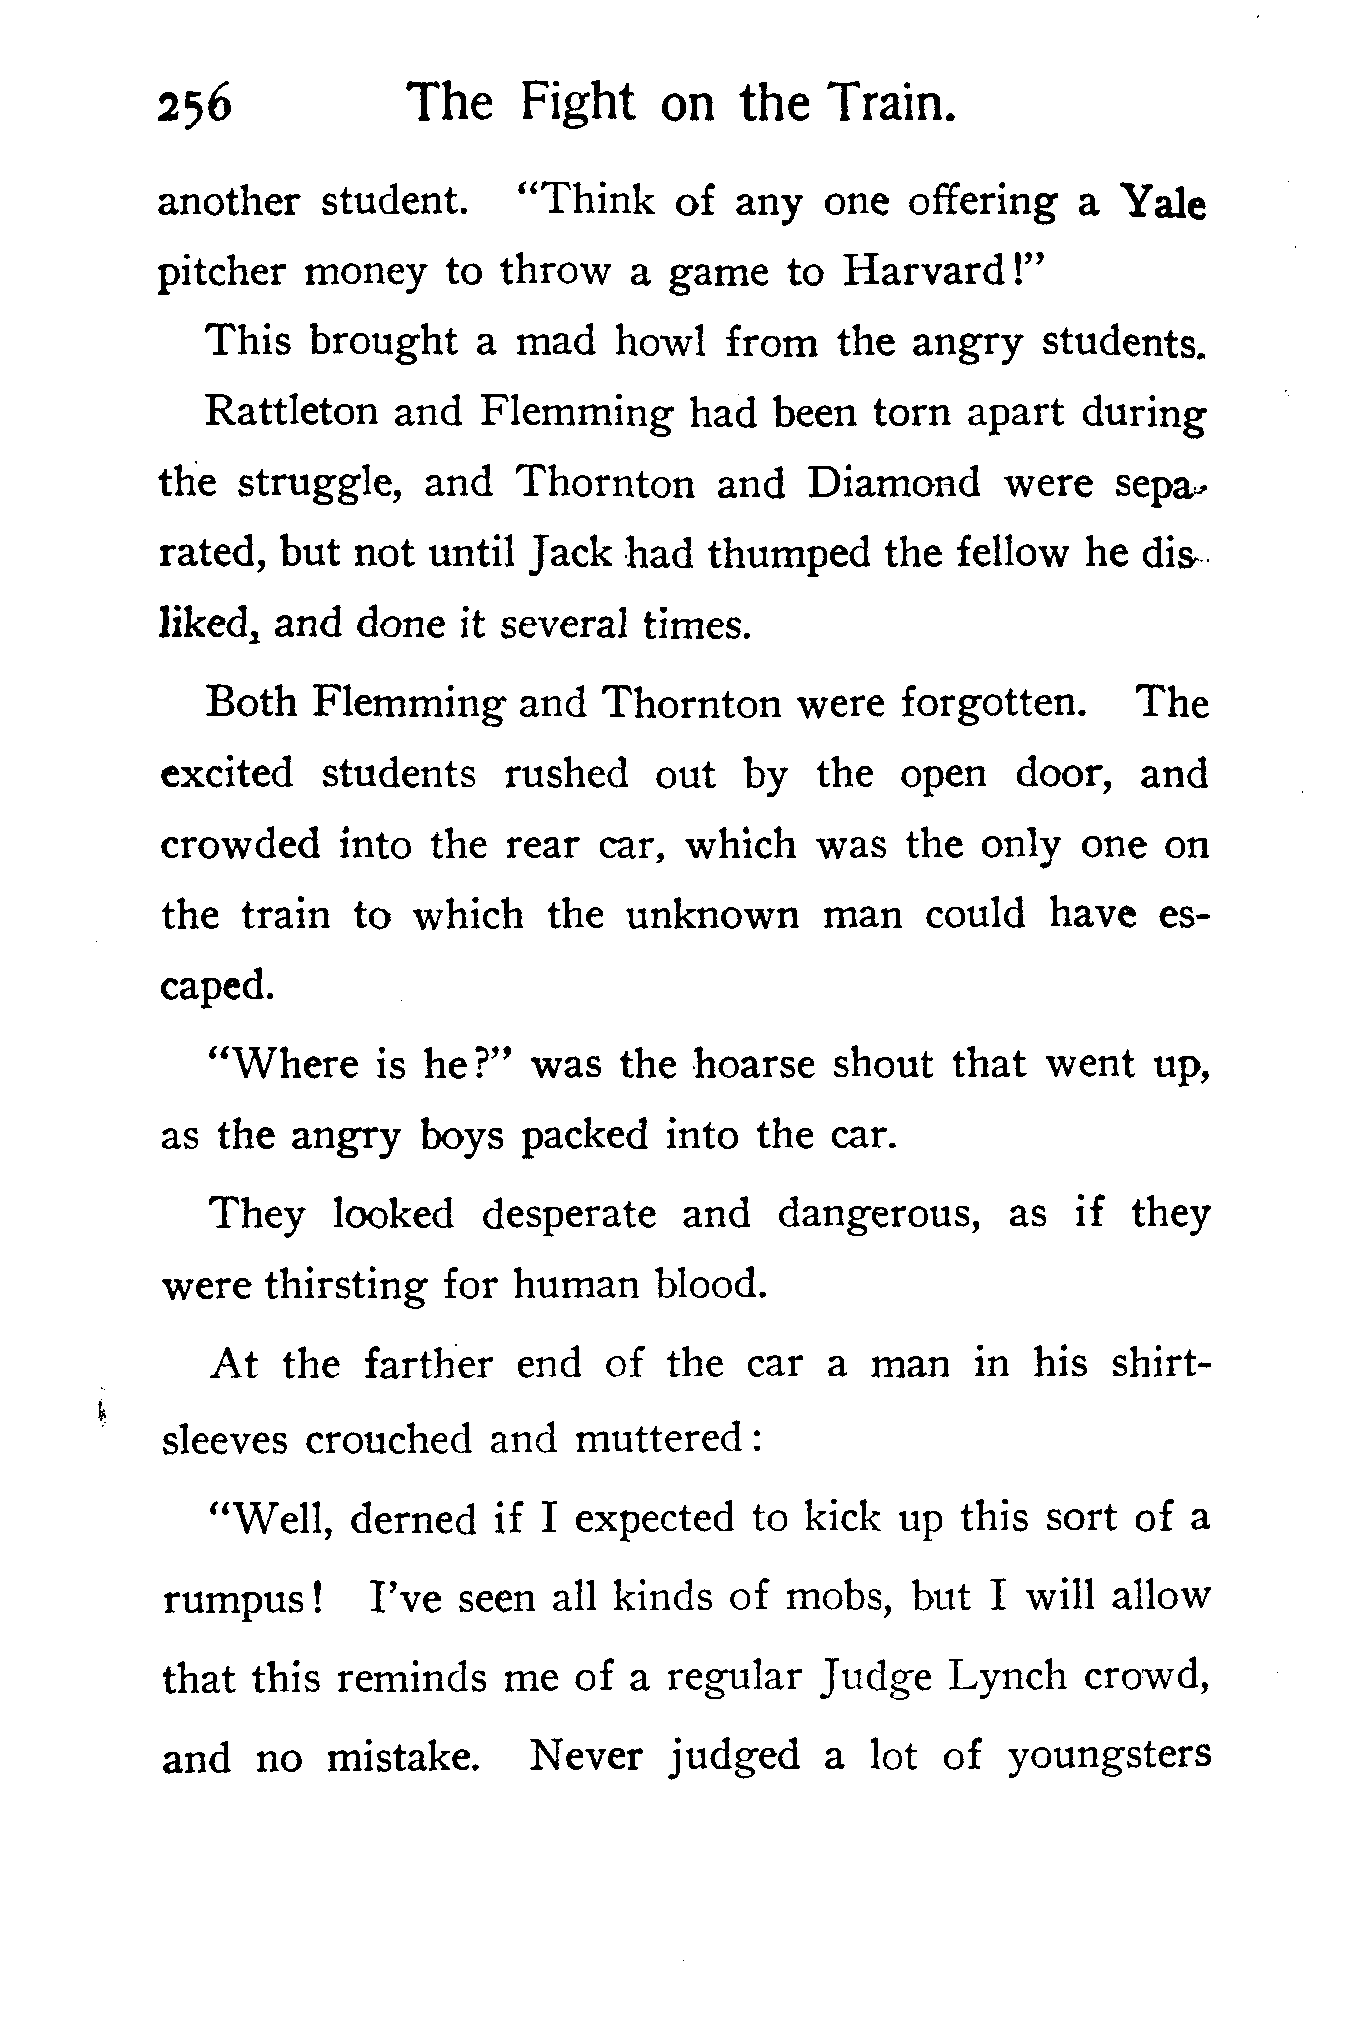 256 The Fight on the Train.
another student. "Think of any one offering a Yale
pitcher money to throw a game to Harvard!"
This brought a mad howl from the angry students.
Rattleton and Flemming had been torn apart during
the struggle, and Thornton and Diamond were sepa-
rated, but not until Jack had thumped the fellow he dis-
liked, and done it several times.
Both Flemming and Thornton were forgotten. The
excited students rushed out by the open door, and
crowded into the rear car, which was the only one on
the train to which the unknown man could have es-
caped.
"Where is he?" was the hoarse shout that went up,
as the angry boys packed into the car.
They looked desperate and dangerous, as if they
were thirsting for human blood.
At the farther end of the car a man in his shirt-
sleeves crouched and muttered:
"Well, derned if I expected to kick up this sort of a
rumpus! I've seen all kinds of mobs, but I will allow
that this reminds me of a regular Judge Lynch crowd,
and no mistake. Never judged a lot of youngsters